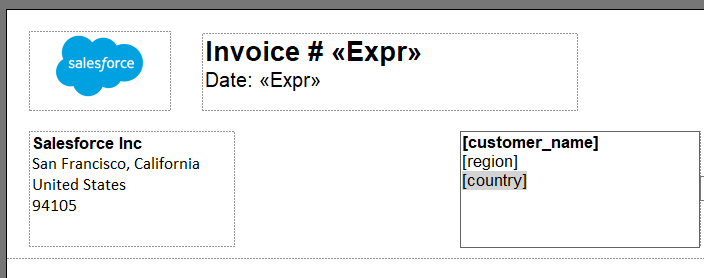 salesforce
Invoice # «Expr»
Date: «Expr»
Salesforce Inc
San Francisco, California
United States
94105
[customer_name]
[region]
[country]